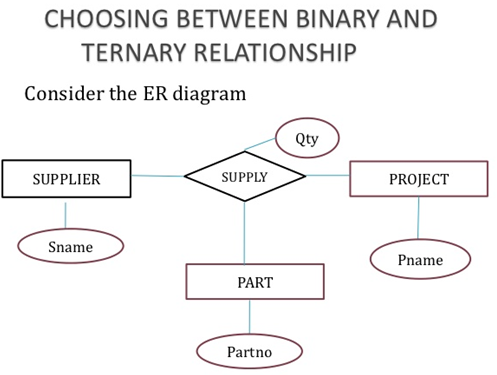 CHOOSING BETWEEN BINARY AND
TERNARY RELATIONSHIP
Consider the ER diagram
Qty
SUPPLIER
SUPPLY
PROJECT
Sname
Pname
PART
Partno